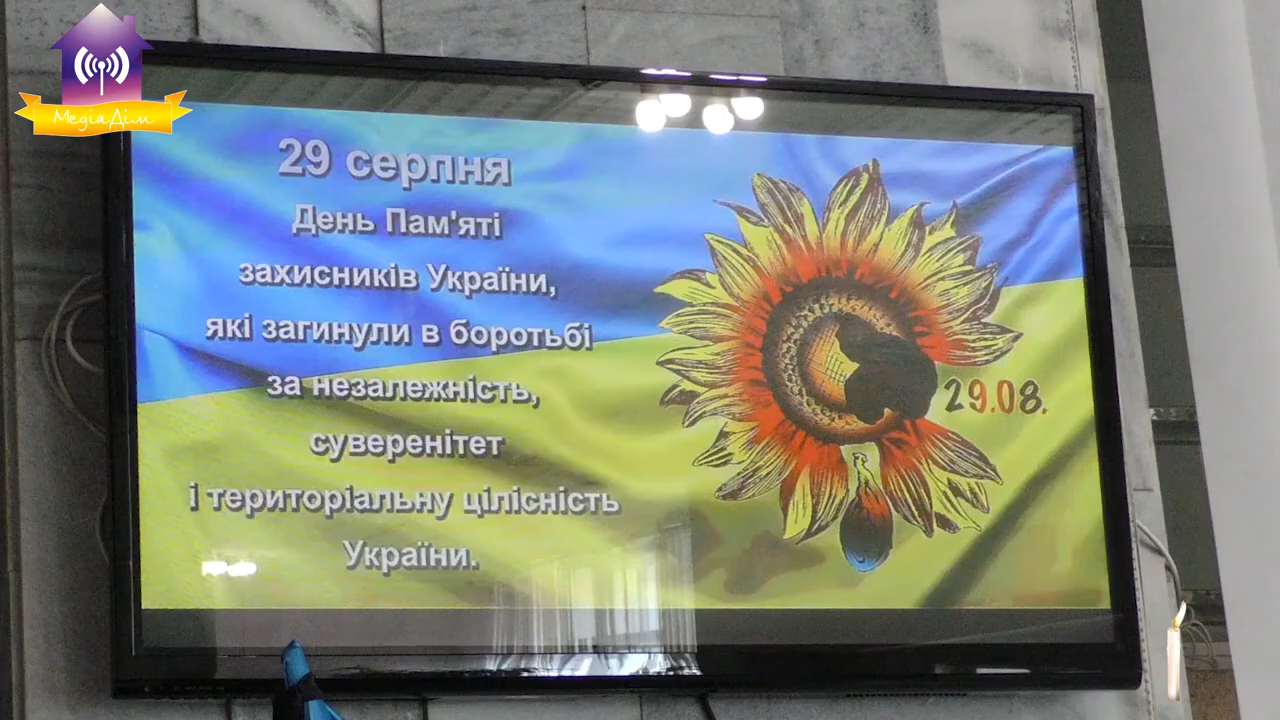 МедіаДім
29 серпня
День Пам'яті
захисників України,
які загинули в боротьбі
за незалежність,
суверенітет
і територіальну цілісність
України.
29.08.